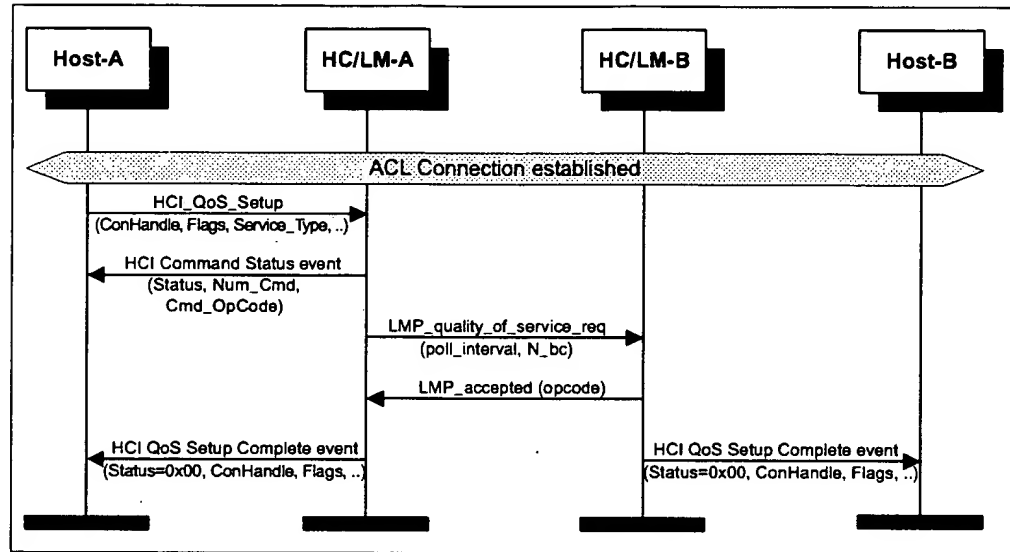 Host-A
HC/LM-A
HC/LM-B
Host-B
ACL Connection established
HCI_QoS_Setup
(ConHandle, Flags, Service_Type, ..)
HCI Command Status event
(Status, Num_Cmd,
Cmd_OpCode)
LMP_quality_of_service_req
(poll_interval, N_bc)
LMP_accepted (opcode)
HCI QoS Setup Complete event
(Status=0x00, ConHandle, Flags, ..)
HCI QoS Setup Complete event
(Status=0x00, ConHandle, Flags, ..)